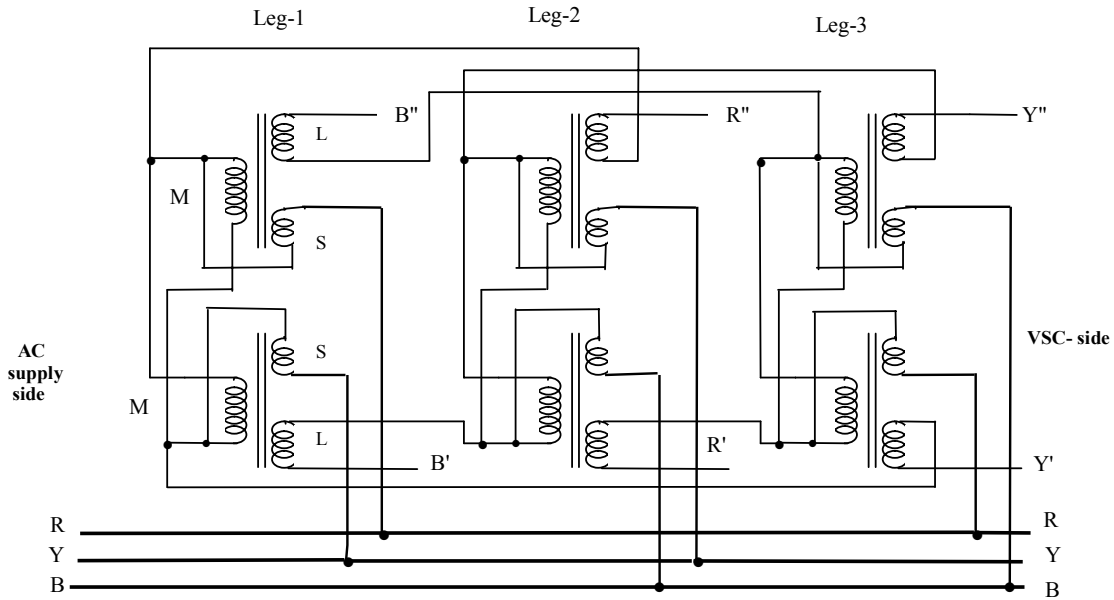 Leg-1
Leg-2
Leg-3
B"
R"
Y"
L
M
S
AC
supply
side
S
VSC- side
M
L
B'
R'
Y'
R
R
Y
Y
B
B